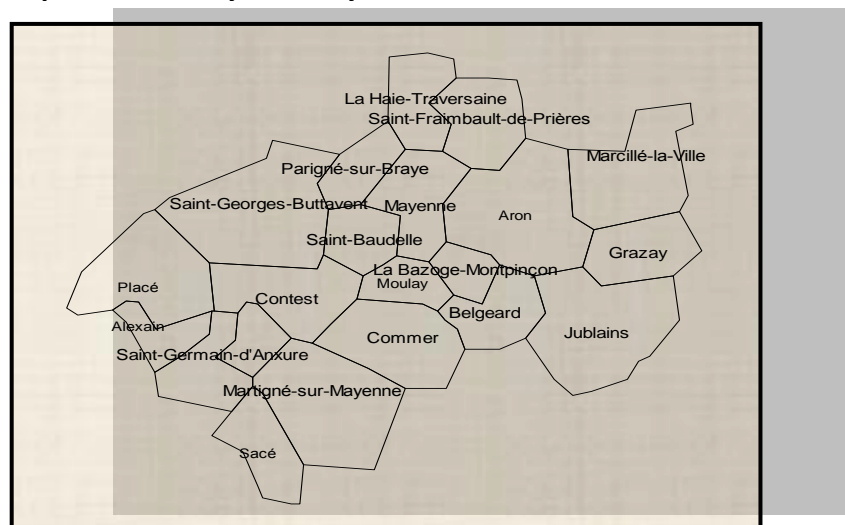 La Haie-Traversaine
Saint-Fraimbault-de-Prières
Marcillé-la-Ville
Parigné-sur-Braye
Saint-Georges-Buttavent
Mayenne
Aron
Saint-Baudelle
Grazay
La Bazoge-Montpinçon
Moulay
Placé
Contest
Belgeard
Alexain
Jublains
Commer
Saint-Germain-d'Anxure
Martigné-sur-Mayenne
Sacé